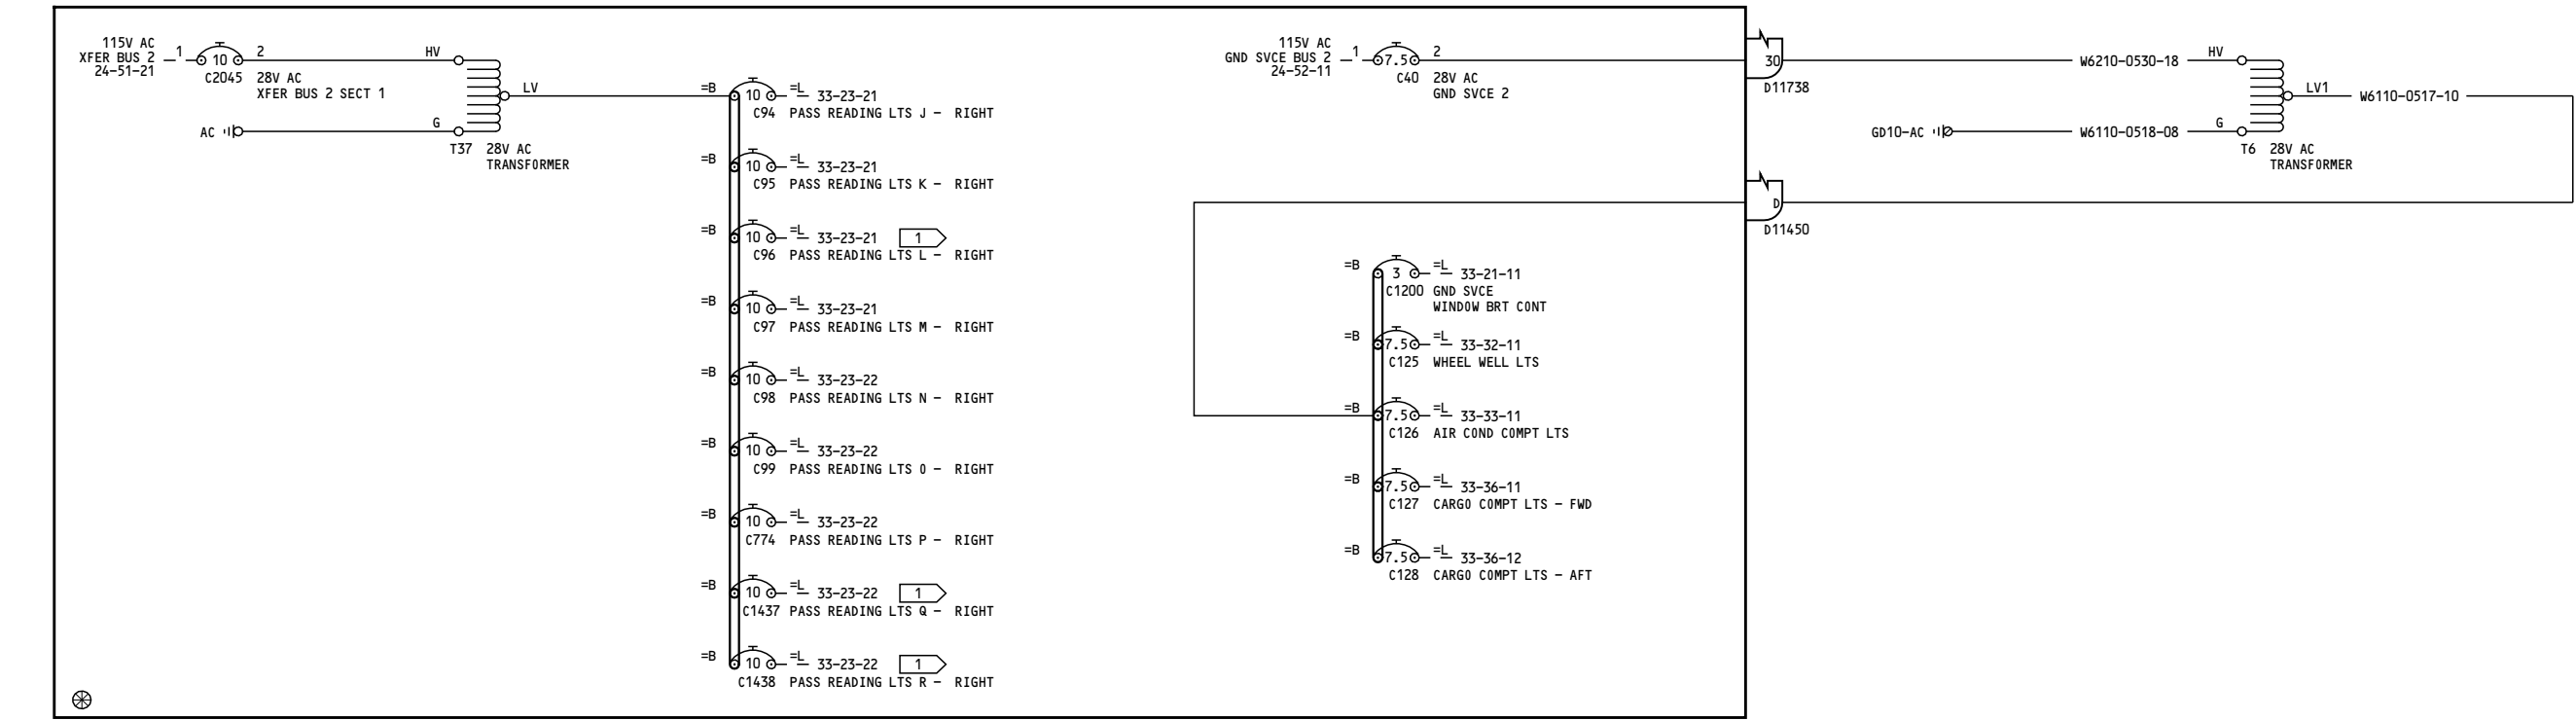 115V AC
XFER BUS 2
24-51-21
1
10
2
C2045
28V AC
XFER BUS 2 SECT 1
HV
LV
AC
G
T37
28V AC
TRANSFORMER
=B 10 =L 33-23-21
C94 PASS READING LTS J - RIGHT
=B 10 =L 33-23-21
C95 PASS READING LTS K - RIGHT
=B 10 =L 33-23-21 1
C96 PASS READING LTS L - RIGHT
=B 10 =L 33-23-21
C97 PASS READING LTS M - RIGHT
=B 10 =L 33-23-22
C98 PASS READING LTS N - RIGHT
=B 10 =L 33-23-22
C99 PASS READING LTS O - RIGHT
=B 10 =L 33-23-22
C774 PASS READING LTS P - RIGHT
=B 10 =L 33-23-22 1
C1437 PASS READING LTS Q - RIGHT
=B 10 =L 33-23-22 1
C1438 PASS READING LTS R - RIGHT
115V AC
GND SVCE BUS 2
24-52-11
1
7.5
2
C40
28V AC
GND SVCE 2
30
D11738
D
D11450
=B 3 =L 33-21-11
C1200 GND SVCE
WINDOW BRT CONT
=B 7.5 =L 33-32-11
C125 WHEEL WELL LTS
=B 7.5 =L 33-33-11
C126 AIR COND COMPT LTS
=B 7.5 =L 33-36-11
C127 CARGO COMPT LTS - FWD
=B 7.5 =L 33-36-12
C128 CARGO COMPT LTS - AFT
W6210-0530-18
HV
LV1
W6110-0517-10
GD10-AC
W6110-0518-08
G
T6
28V AC
TRANSFORMER